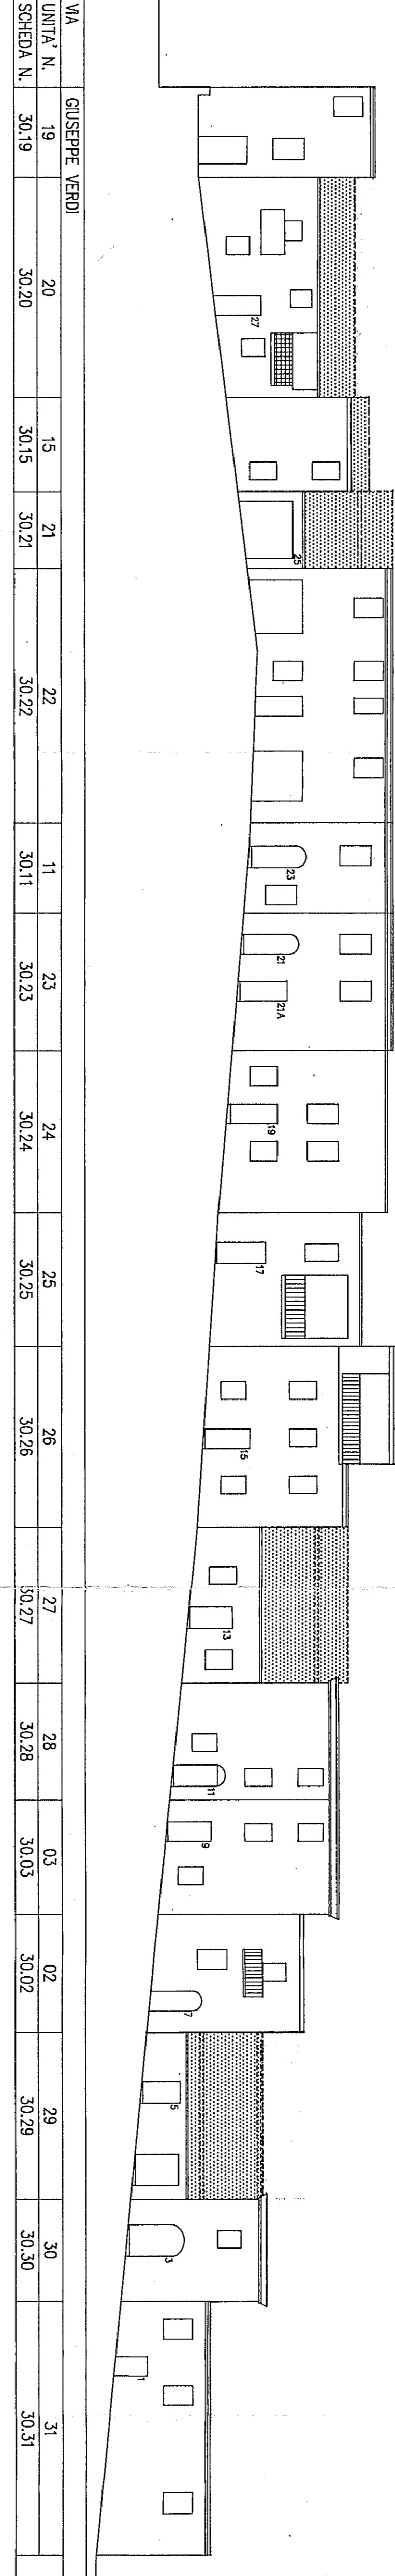 27 25 23 21 21A 19 17 15 13 11 9 7 5 3 1
VIA GIUSEPPE VERDI
UNITA' N. 19 20 15 21 22 11 23 24 25 26 27 28 03 02 29 30 31
SCHEDA N. 30.19 30.20 30.15 30.21 30.22 30.11 30.23 30.24 30.25 30.26 30.27 30.28 30.03 30.02 30.29 30.30 30.31